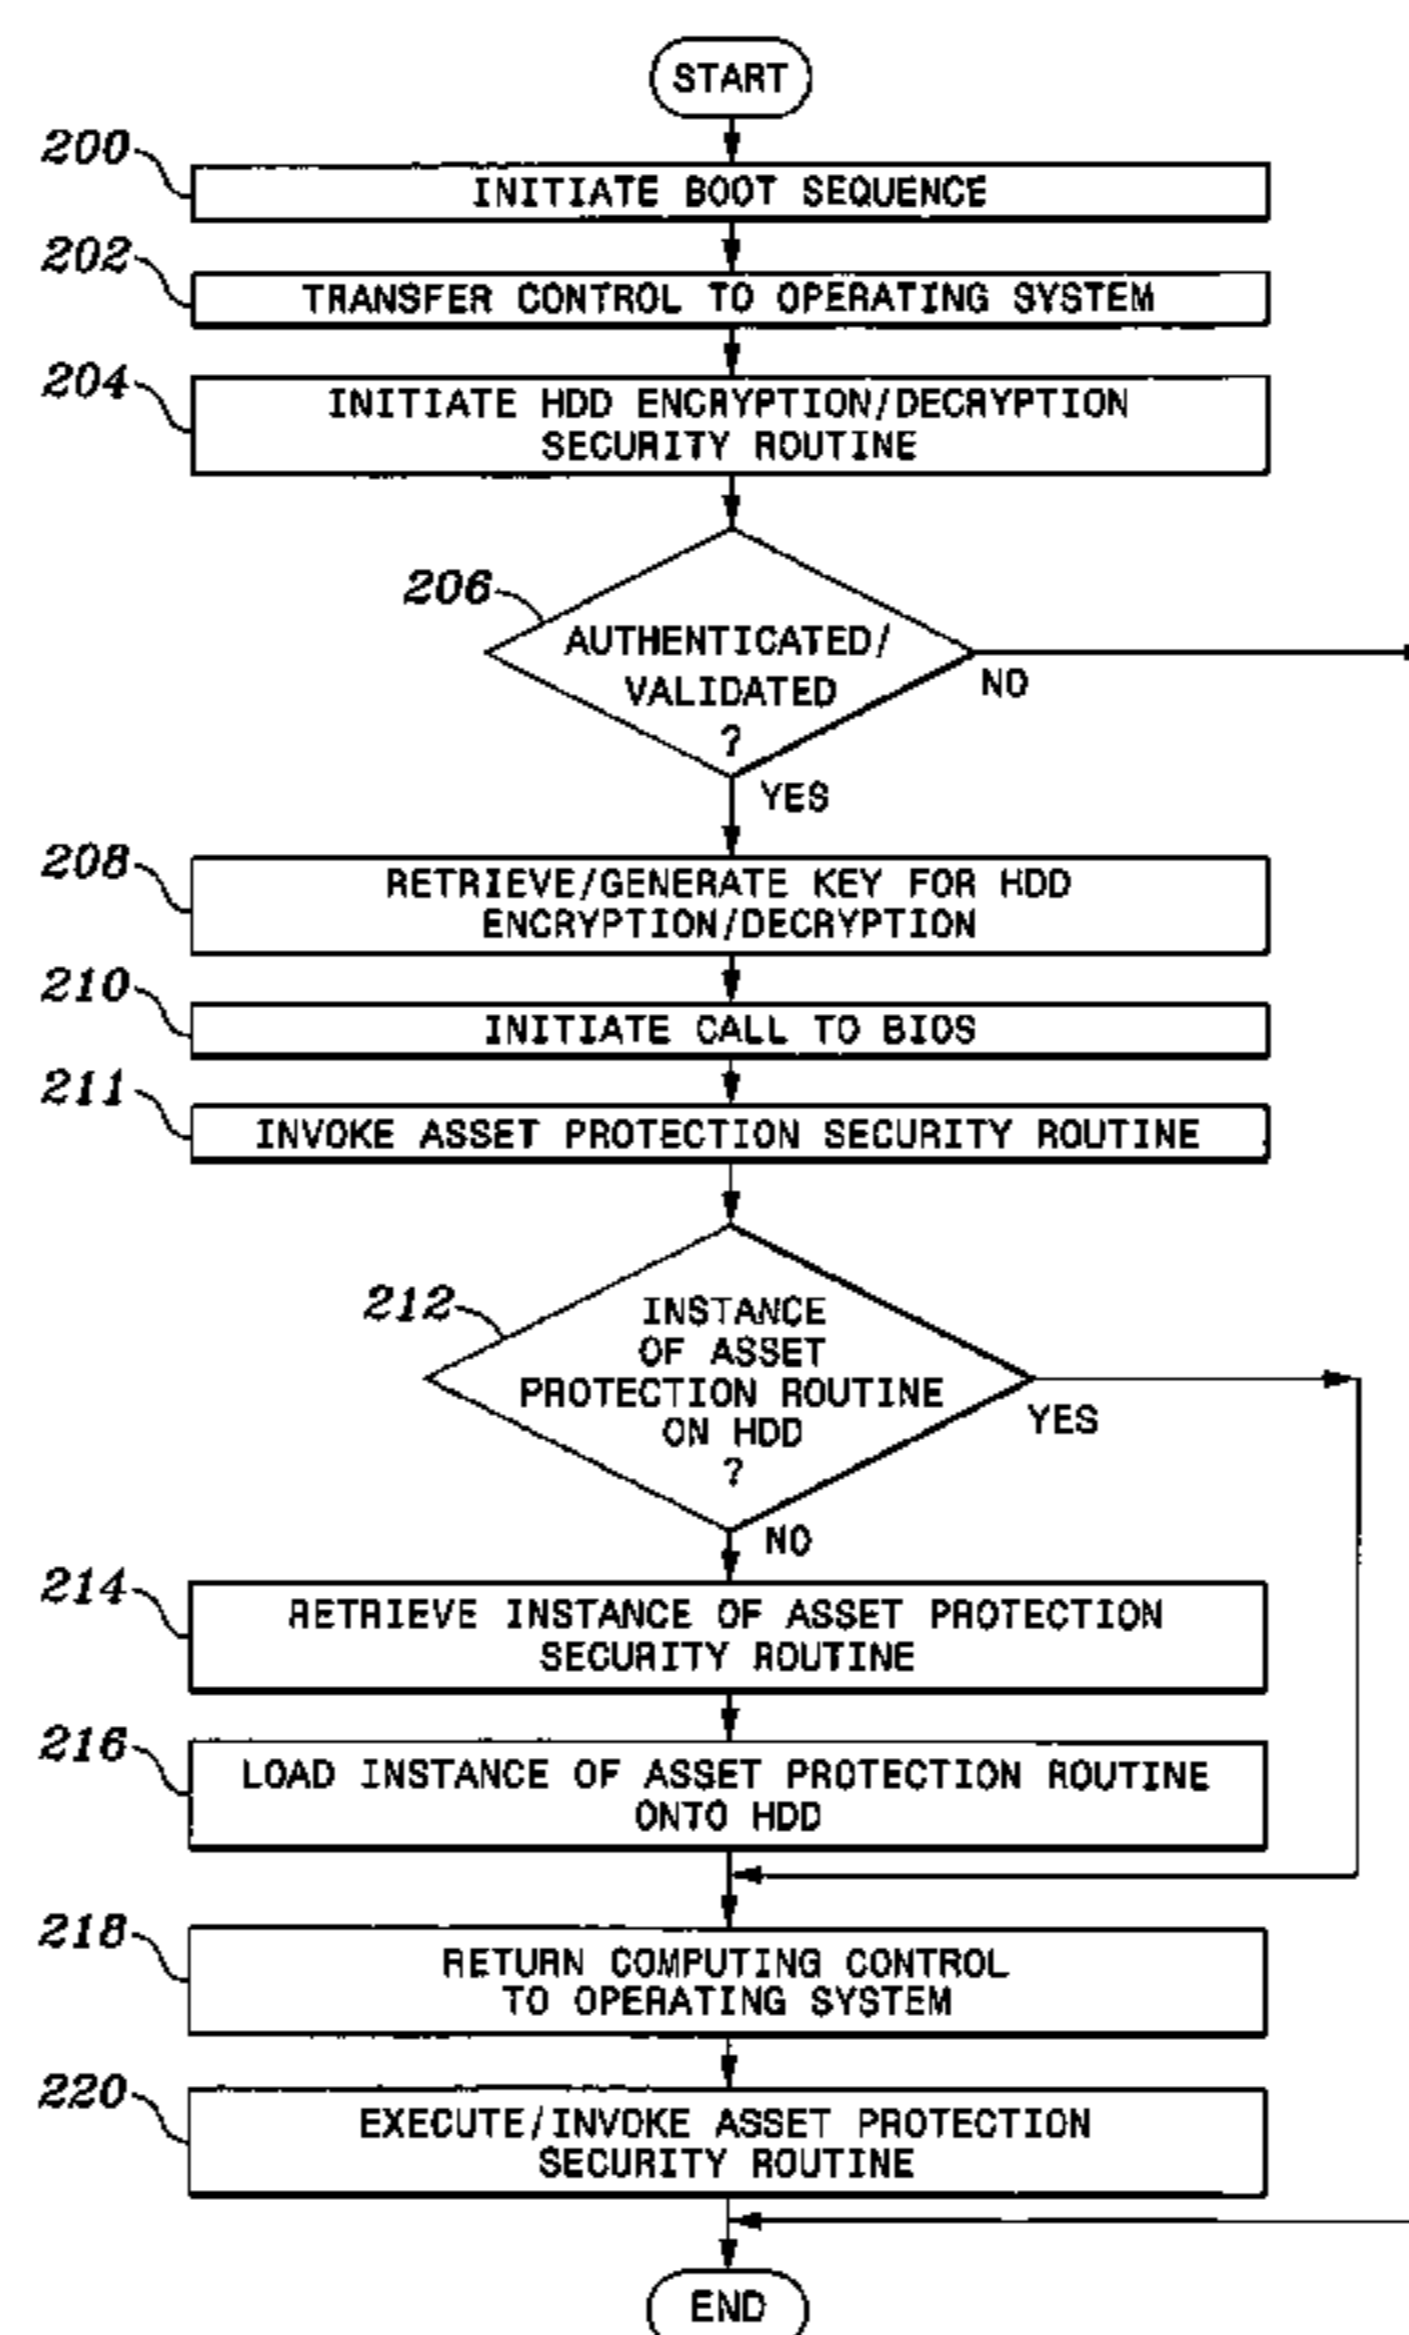 START
200
INITIATE BOOT SEQUENCE
202
TRANSFER CONTROL TO OPERATING SYSTEM
204
INITIATE HDD ENCRYPTION/DECRYPTION
SECURITY ROUTINE
206
AUTHENTICATED/
VALIDATED
?
NO
YES
208
RETRIEVE/GENERATE KEY FOR HDD
ENCRYPTION/DECRYPTION
210
INITIATE CALL TO BIOS
211
INVOKE ASSET PROTECTION SECURITY ROUTINE
212
INSTANCE
OF ASSET
PROTECTION ROUTINE
ON HDD
?
YES
NO
214
RETRIEVE INSTANCE OF ASSET PROTECTION
SECURITY ROUTINE
216
LOAD INSTANCE OF ASSET PROTECTION ROUTINE
ONTO HDD
218
RETURN COMPUTING CONTROL
TO OPERATING SYSTEM
220
EXECUTE/INVOKE ASSET PROTECTION
SECURITY ROUTINE
END